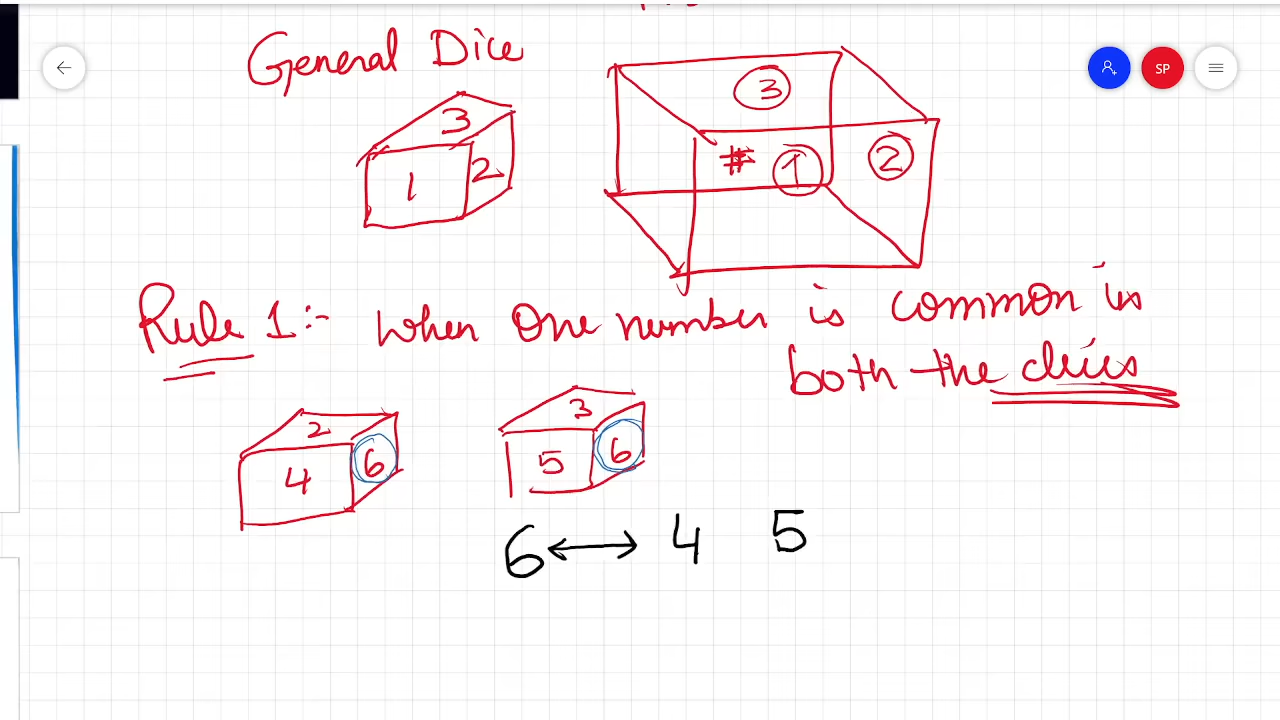 General Dice
3
1 2
3
# 1 2
Rule 1:- when one number is common in
both the dices
2
4 6
3
5 6
6 ↔ 4 5
SP